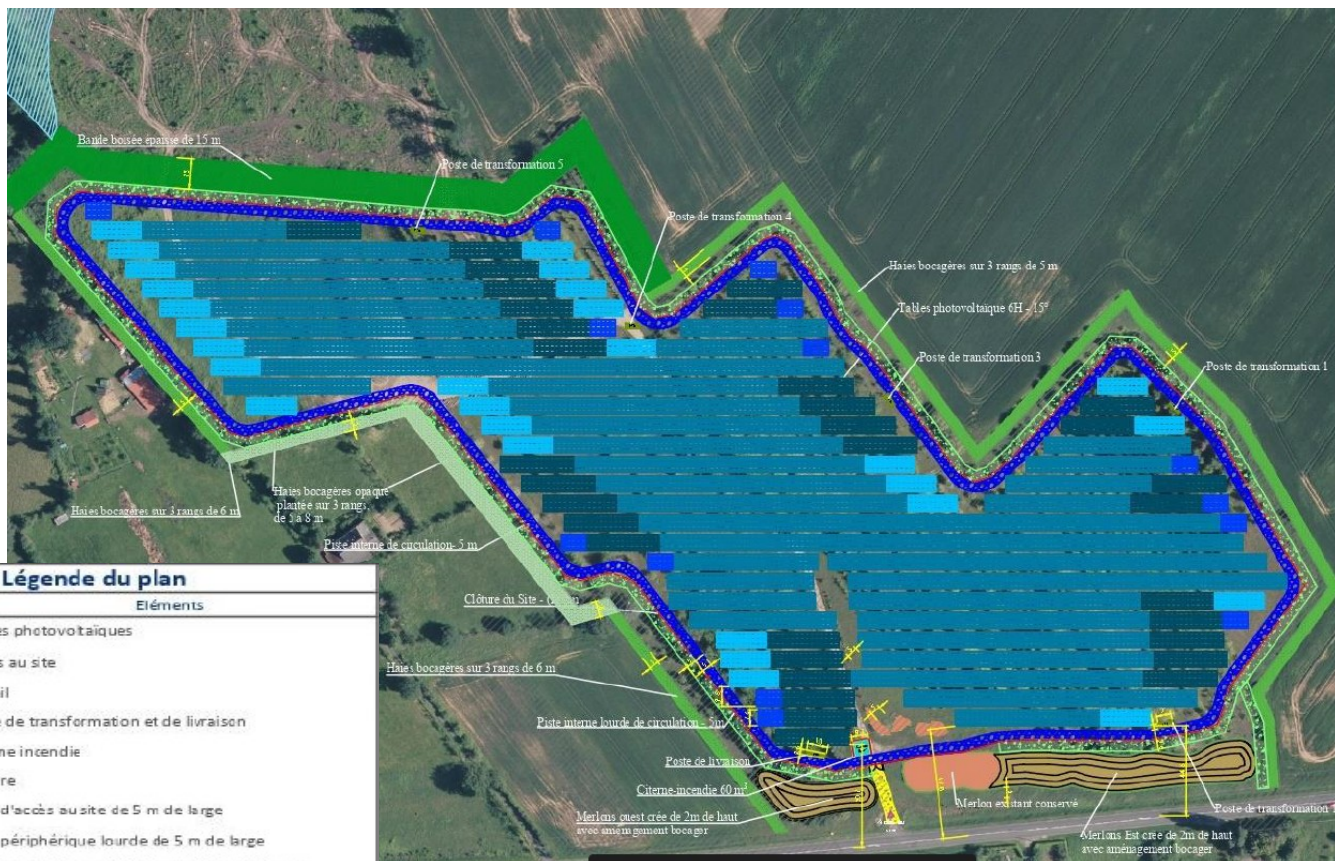 Bande boisée épaisse de 15 m
Poste de transformation 5
Poste de transformation 4
Haies bocagères sur 3 rangs de 5 m
Tables photovoltaïque 6H - 15°
Poste de transformation 3
Poste de transformation 1
Haies bocagères opaque
plantée sur 3 rangs,
de 5 à 8 m
Haies bocagères sur 3 rangs de 6 m
Piste interne de circulation- 5 m
Légende du plan
Eléments
es photovoltaïques
s au site
il
e de transformation et de livraison
ne incendie
re
d'accès au site de 5 m de large
périphérique lourde de 5 m de large
Clôture du Site -
Haies bocagères sur 3 rangs de 6 m
Piste interne lourde de circulation - 5m
Poste de livraison
Citerne-incendie 60 m³
Merlons ouest crée de 2m de haut
avec aménagement bocager
Merlon existant conservé
Merlons Est crée de 2m de haut
avec aménagement bocager
Poste de transformation 1